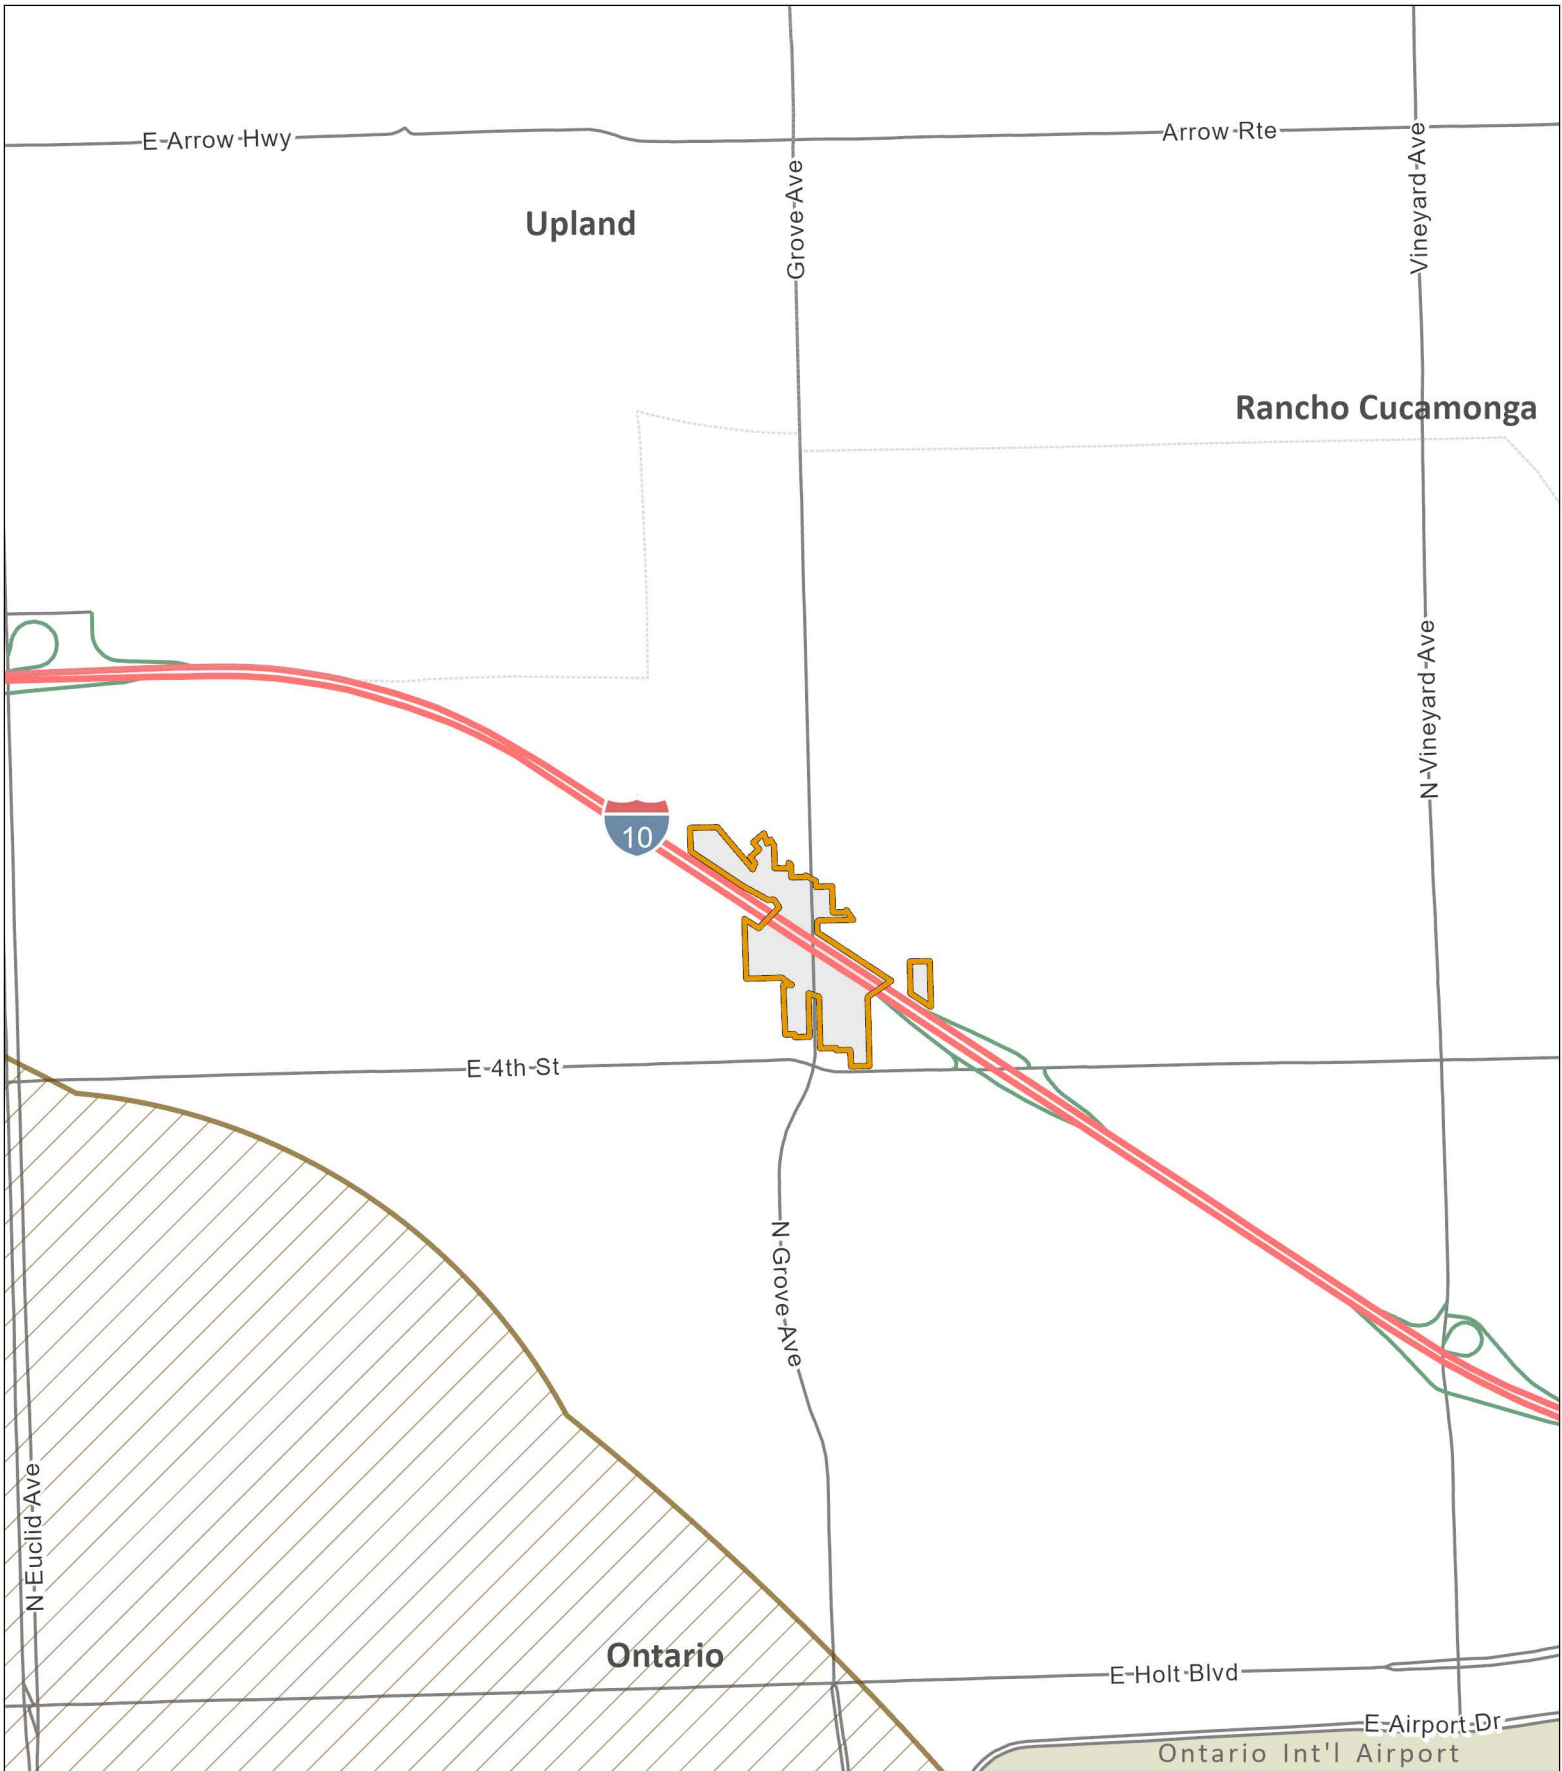 E Arrow Hwy
Arrow Rte
Vineyard Ave
Grove Ave
Upland
Rancho Cucamonga
N Vineyard Ave
10
E 4th St
N Grove Ave
N Euclid Ave
Ontario
E Holt Blvd
E Airport Dr
Ontario Int'l Airport